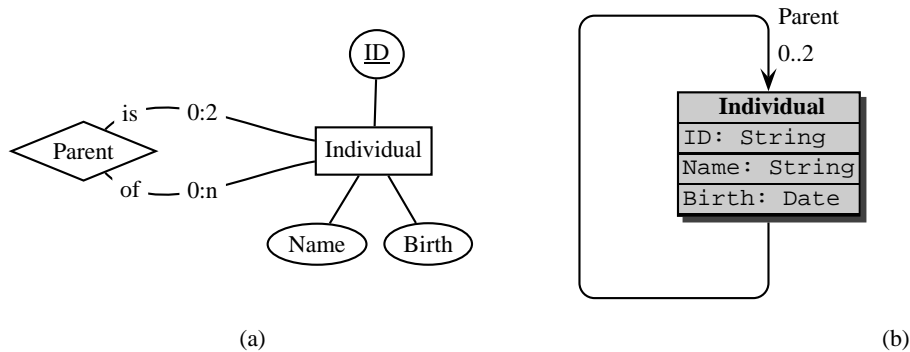 ID
is 0:2
Parent
Individual
of 0:n
Name
Birth
(a)
Parent
0..2
Individual
ID: String
Name: String
Birth: Date
(b)